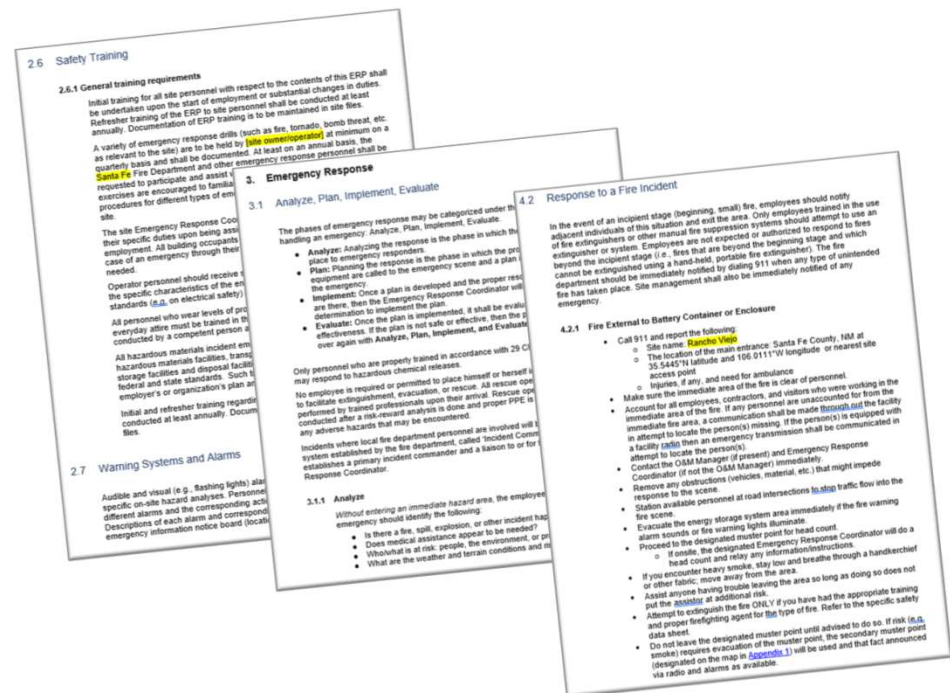 2.6 Safety Training
2.6.1 General training requirements
Initial training for all site personnel with respect to the contents of this ERP shall
be undertaken upon the start of employment or substantial changes in duties.
Refresher training of the ERP to site personnel shall be conducted at least
annually. Documentation of ERP training is to be maintained in site files.
A variety of emergency response drills (such as fire, tornado, bomb threat, etc.
as relevant to the site) are to be held by [site owner/operator] at minimum on a
quarterly basis and shall be documented. At least on an annual basis, the
Santa Fe Fire Department and other emergency response personnel shall be
requested to participate and assist
exercises are encouraged to
procedures for different types of
site.
The site Emergency Response
their specific duties upon being
employment. All building occupants
case of an emergency through their
needed.
Operator personnel should receive
the specific characteristics of the
standards (e.g. on electrical safety)
All personnel who wear levels of
everyday attire must be trained in
conducted by a competent person
All hazardous materials incident
hazardous materials facilities,
storage facilities and disposal
federal and state standards. Such
employer's or organization's plan
Initial and refresher training
conducted at least annually.
files.
2.7 Warning Systems and Alarms
Audible and visual (e.g., flashing lights)
specific on-site hazard analyses.
different alarms and the corresponding
Descriptions of each alarm and
emergency information notice board
3. Emergency Response
3.1 Analyze, Plan, Implement, Evaluate
The phases of emergency response may be categorized under
handling an emergency: Analyze, Plan, Implement, Evaluate.
• Analyze: Analyzing the response is the phase in which
place to emergency responders.
• Plan: Planning the response is the phase in which the
equipment are called to the emergency scene and a plan
the emergency.
• Implement: Once a plan is developed and the proper
are there, then the Emergency Response Coordinator will
determination to implement the plan.
• Evaluate: Once the plan is implemented, it shall be
effectiveness. If the plan is not safe or effective, then the
over again with Analyze, Plan, Implement, and Evaluate
Only personnel who are properly trained in accordance with 29
may respond to hazardous chemical releases.
No employee is required or permitted to place himself or herself
to facilitate extinguishment, evacuation, or rescue. All rescue
performed by trained professionals upon their arrival. Rescue
conducted after a risk-reward analysis is done and proper PPE is
any adverse hazards that may be encountered.
Incidents where local fire department personnel are involved will
system established by the fire department, called 'Incident
establishes a primary incident commander and a liaison to or for
Response Coordinator.
3.1.1 Analyze
Without entering an immediate hazard area, the employee
emergency should identify the following:
• Is there a fire, spill, explosion, or other incident
• Does medical assistance appear to be needed?
• Who/what is at risk: people, the environment, or
• What are the weather and terrain conditions and
4.2 Response to a Fire Incident
In the event of an incipient stage (beginning, small) fire, employees should notify
adjacent individuals of this situation and exit the area. Only employees trained in the use
of fire extinguishers or other manual fire suppression systems should attempt to use an
extinguisher or system. Employees are not expected or authorized to respond to fires
beyond the incipient stage (i.e., fires that are beyond the beginning stage and which
cannot be extinguished using a hand-held, portable fire extinguisher). The fire
department should be immediately notified by dialing 911 when any type of unintended
fire has taken place. Site management shall also be immediately notified of any
emergency.
4.2.1 Fire External to Battery Container or Enclosure
• Call 911 and report the following:
o Site name: Rancho Viejo
o The location of the main entrance: Santa Fe County, NM at
35.5445°N latitude and 106.0111°W longitude or nearest site
access point
o Injuries, if any, and need for ambulance
• Make sure the immediate area of the fire is clear of personnel.
• Account for all employees, contractors, and visitors who were working in the
immediate area of the fire. If any personnel are unaccounted for from the
immediate fire area, a communication shall be made through out the facility
in attempt to locate the person(s) missing. If the person(s) is equipped with
a facility radio then an emergency transmission shall be communicated in
attempt to locate the person(s).
• Contact the O&M Manager (if present) and Emergency Response
Coordinator (if not the O&M Manager) immediately.
• Remove any obstructions (vehicles, material, etc.) that might impede
response to the scene.
• Station available personnel at road intersections to stop traffic flow into the
fire scene.
• Evacuate the energy storage system area immediately if the fire warning
alarm sounds or fire warning lights illuminate.
• Proceed to the designated muster point for head count.
o If onsite, the designated Emergency Response Coordinator will do a
head count and relay any information/instructions.
• If you encounter heavy smoke, stay low and breathe through a handkerchief
or other fabric; move away from the area.
• Assist anyone having trouble leaving the area so long as doing so does not
put the assistor at additional risk.
• Attempt to extinguish the fire ONLY if you have had the appropriate training
and proper firefighting agent for the type of fire. Refer to the specific safety
data sheet.
• Do not leave the designated muster point until advised to do so. If risk (e.g.
smoke) requires evacuation of the muster point, the secondary muster point
(designated on the map in Appendix 1) will be used and that fact announced
via radio and alarms as available.